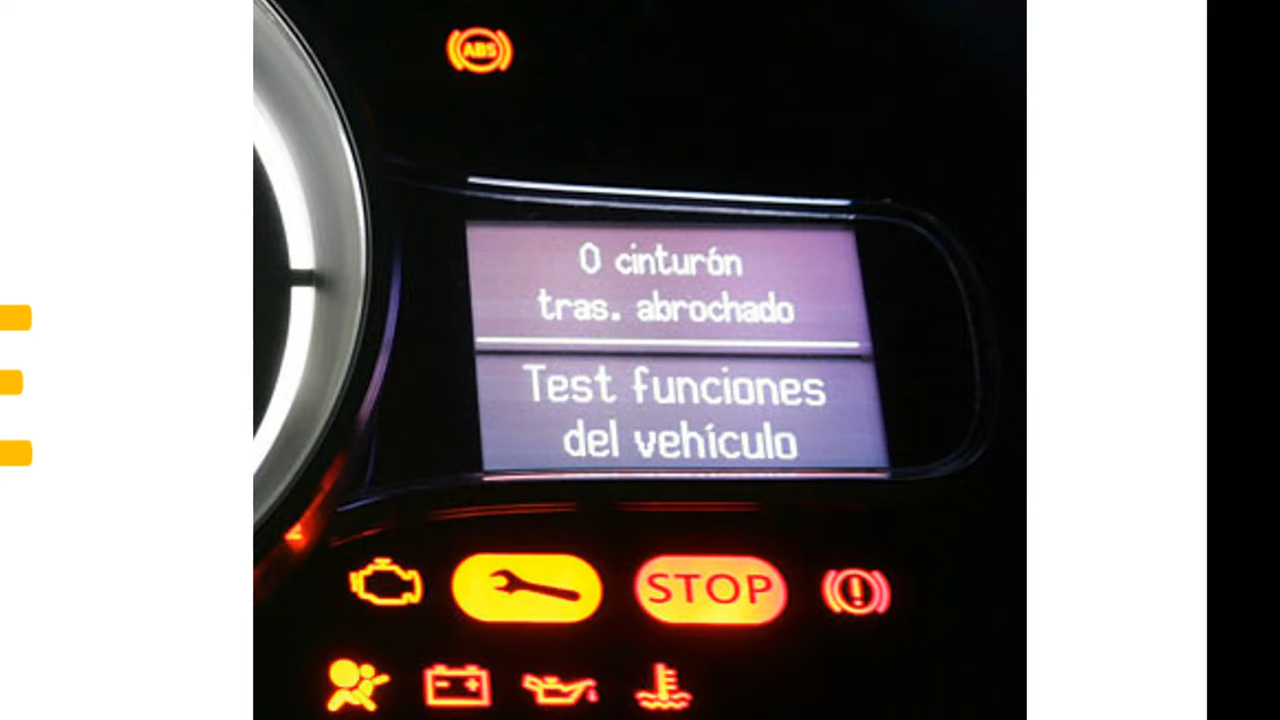 ABS
0 cinturón
tras. abrochado
Test funciones
del vehículo
STOP